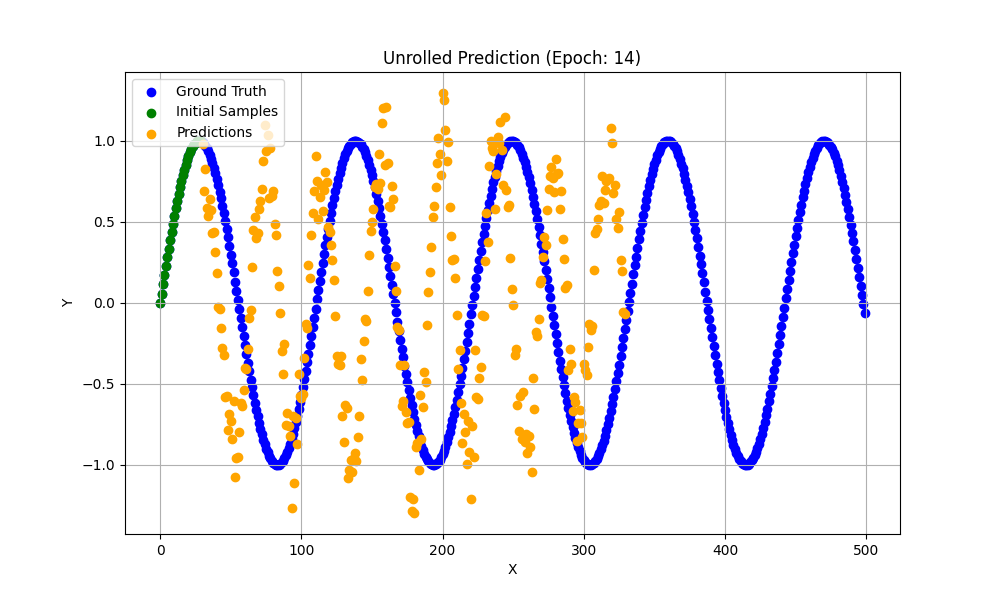 Unrolled Prediction (Epoch: 14)
Ground Truth
Initial Samples
Predictions
1.0
0.5
0.0
−0.5
−1.0
Y
0 100 200 300 400 500
X